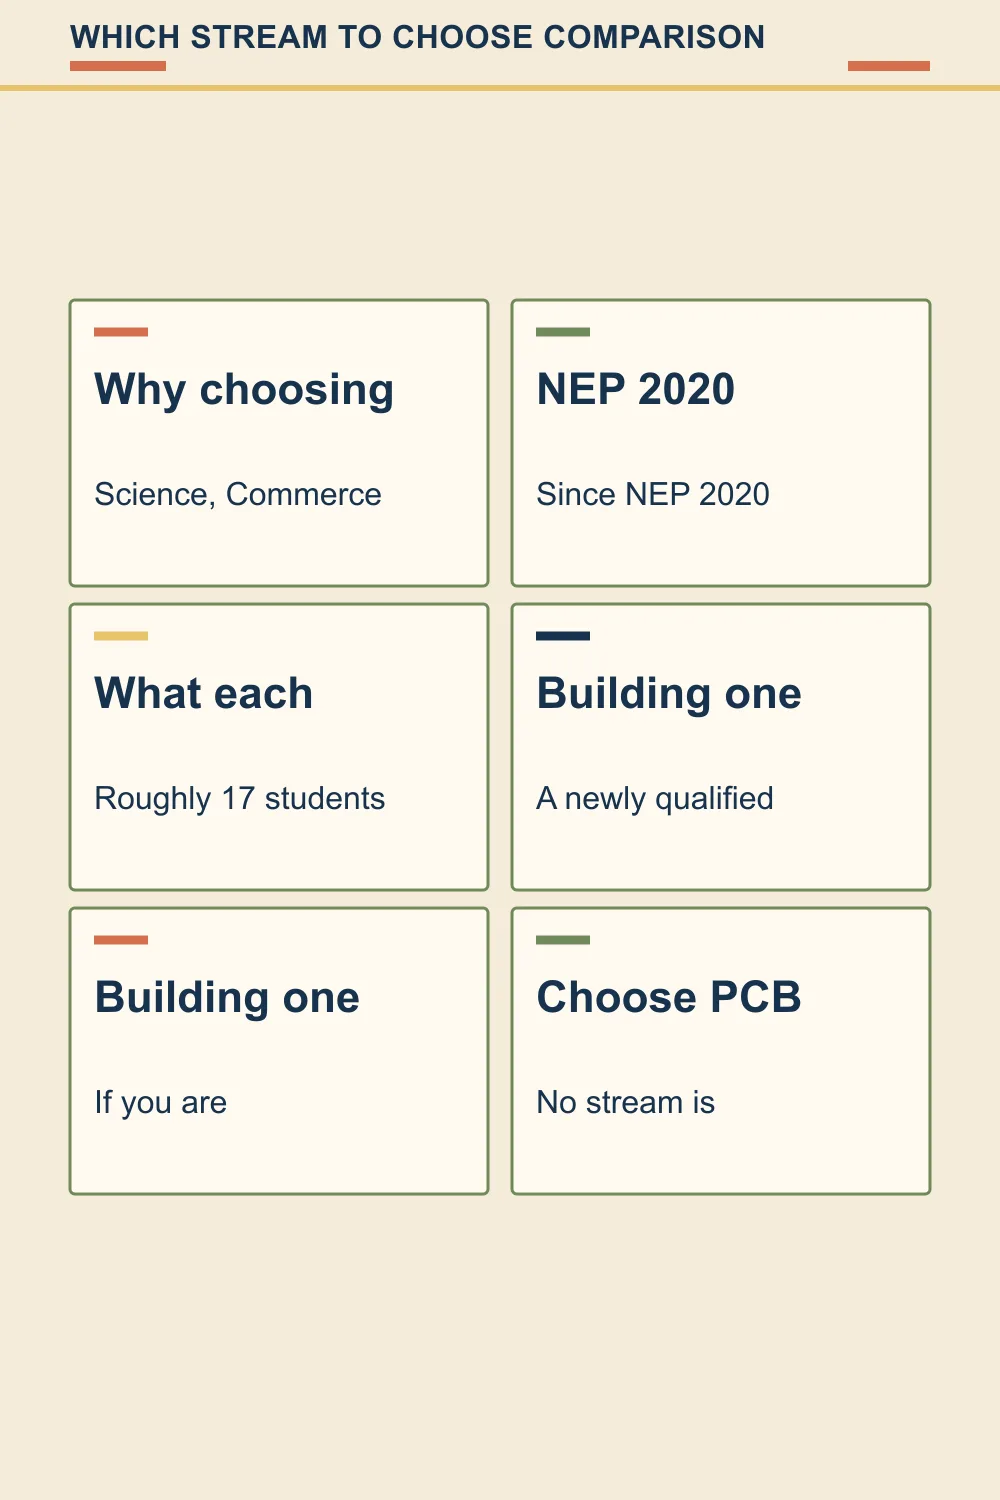 WHICH STREAM TO CHOOSE COMPARISON
Why choosing
Science, Commerce
NEP 2020
Since NEP 2020
What each
Roughly 17 students
Building one
A newly qualified
Building one
If you are
Choose PCB
No stream is